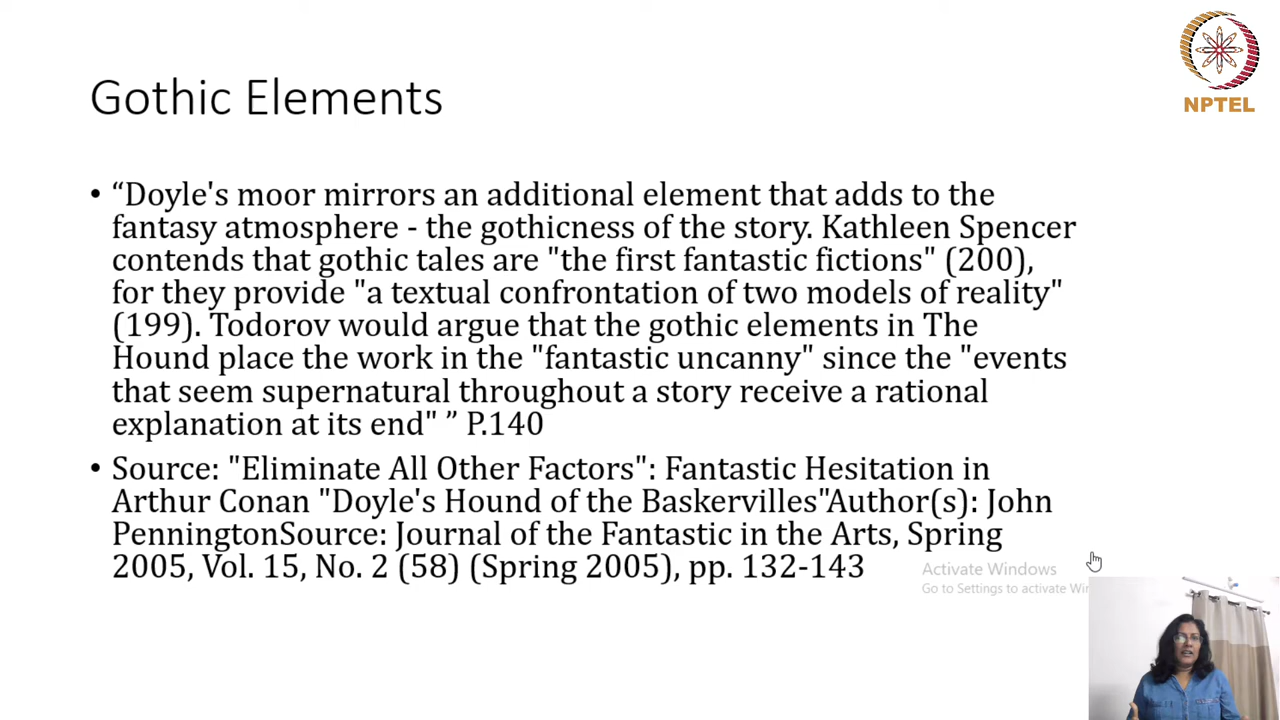 NPTEL
Gothic Elements
• “Doyle's moor mirrors an additional element that adds to the
fantasy atmosphere - the gothicness of the story. Kathleen Spencer
contends that gothic tales are "the first fantastic fictions" (200),
for they provide "a textual confrontation of two models of reality"
(199). Todorov would argue that the gothic elements in The
Hound place the work in the "fantastic uncanny" since the "events
that seem supernatural throughout a story receive a rational
explanation at its end" ” P.140
• Source: "Eliminate All Other Factors": Fantastic Hesitation in
Arthur Conan "Doyle's Hound of the Baskervilles"Author(s): John
PenningtonSource: Journal of the Fantastic in the Arts, Spring
2005, Vol. 15, No. 2 (58) (Spring 2005), pp. 132-143
Activate Windows
Go to Settings to activate